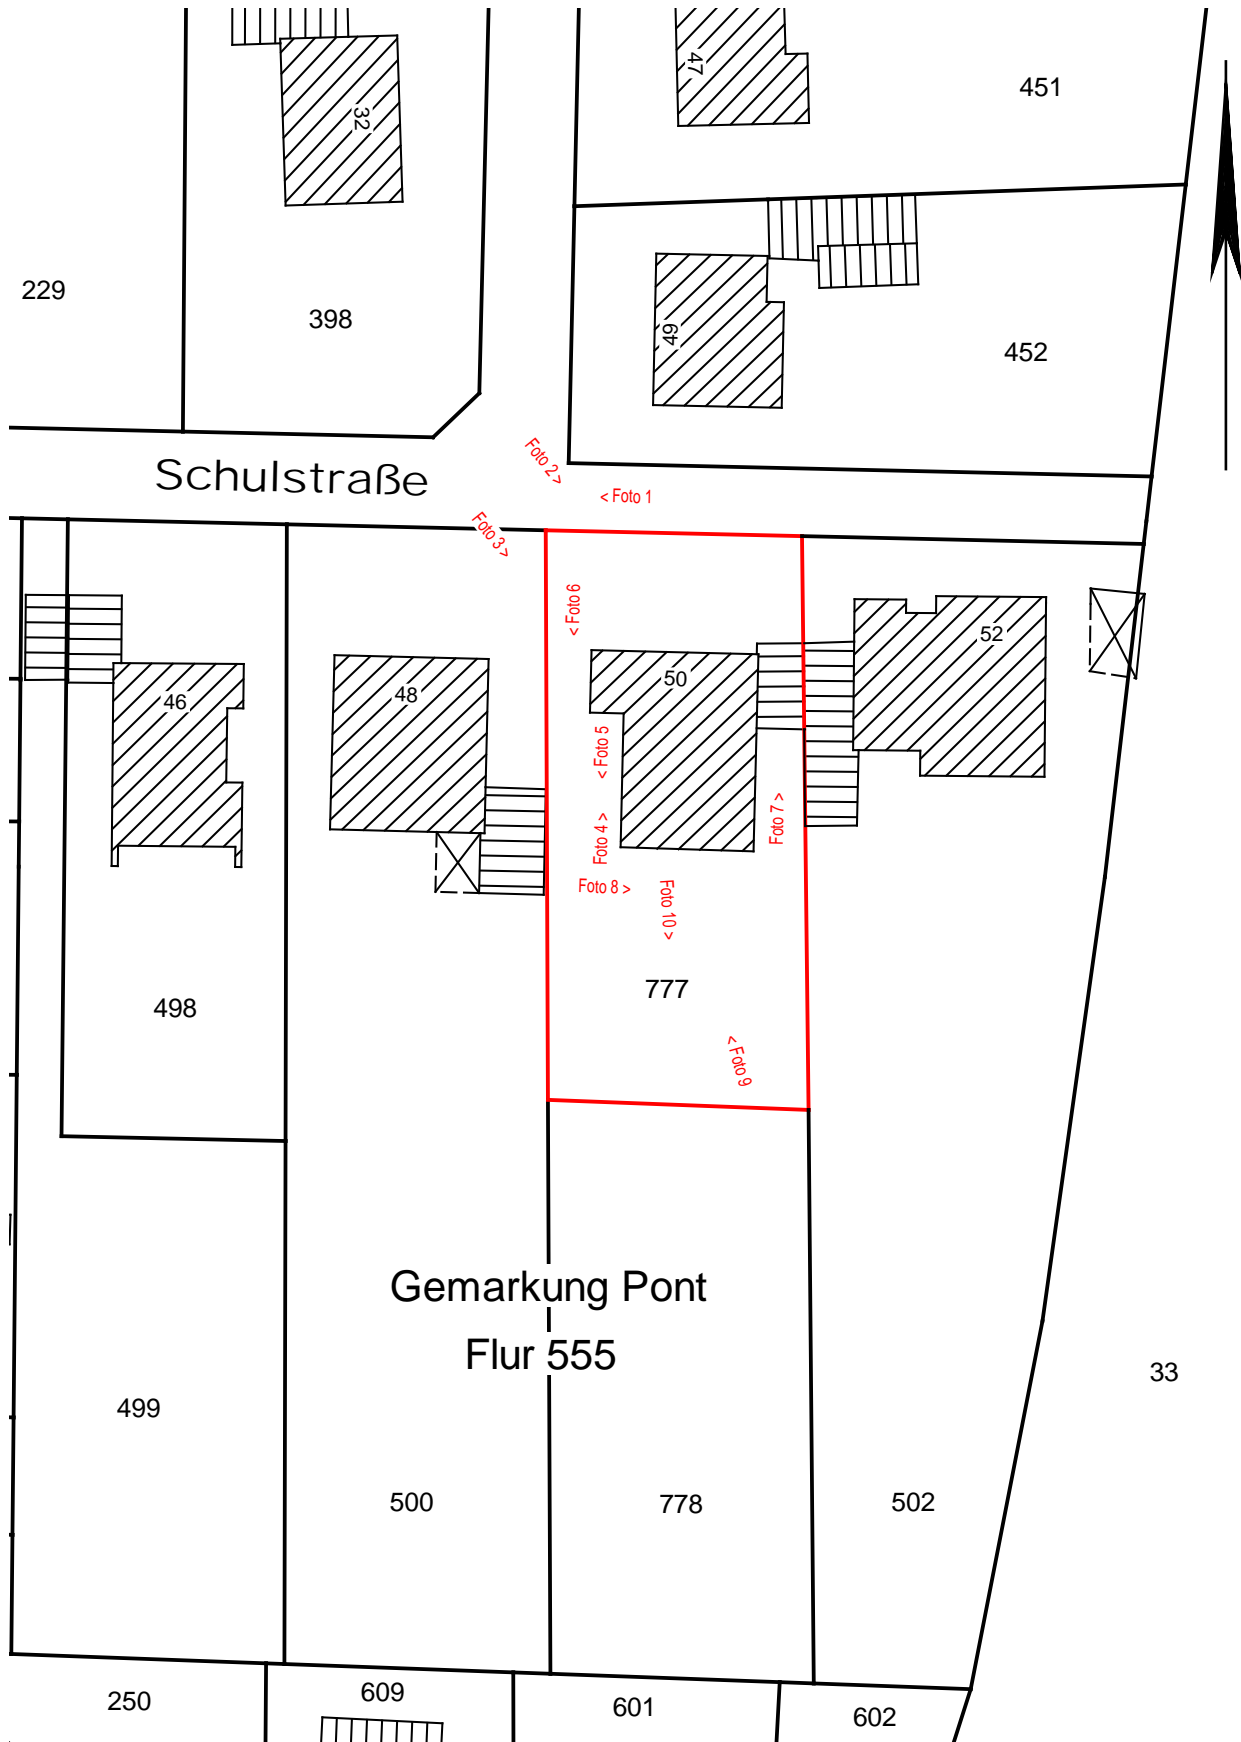 47
451
32
229
398
49
452
Schulstraße
Foto 2 >
< Foto 1
Foto 3 >
< Foto 6
52
50
48
46
< Foto 5
Foto 7 >
Foto 4 >
Foto 8 >
Foto 10 >
777
498
< Foto 9
Gemarkung Pont
Flur 555
33
499
500
778
502
250
609
601
602